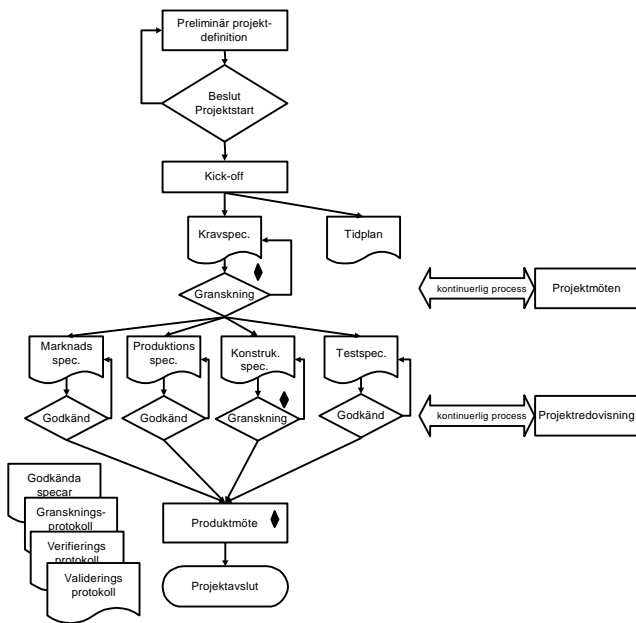 Preliminär projekt-
definition
Beslut
Projektstart
Kick-off
Kravspec.
Tidplan
Granskning
kontinuerlig process
Projektmöten
Marknads
spec.
Produktions
spec.
Konstruk.
spec.
Testspec.
Godkänd
Godkänd
Granskning
Godkänd
kontinuerlig process
Projektredovisning
Godkända
specar
Gransknings-
protokoll
Verifierings
protokoll
Validerings
protokoll
Produktmöte
Projektavslut